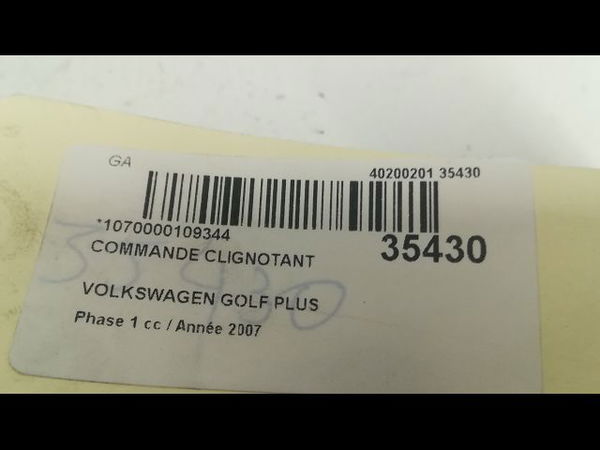 GA
40200201 35430
*1070000109344
35430
COMMANDE CLIGNOTANT
35430
VOLKSWAGEN GOLF PLUS
Phase 1 cc / Année 2007